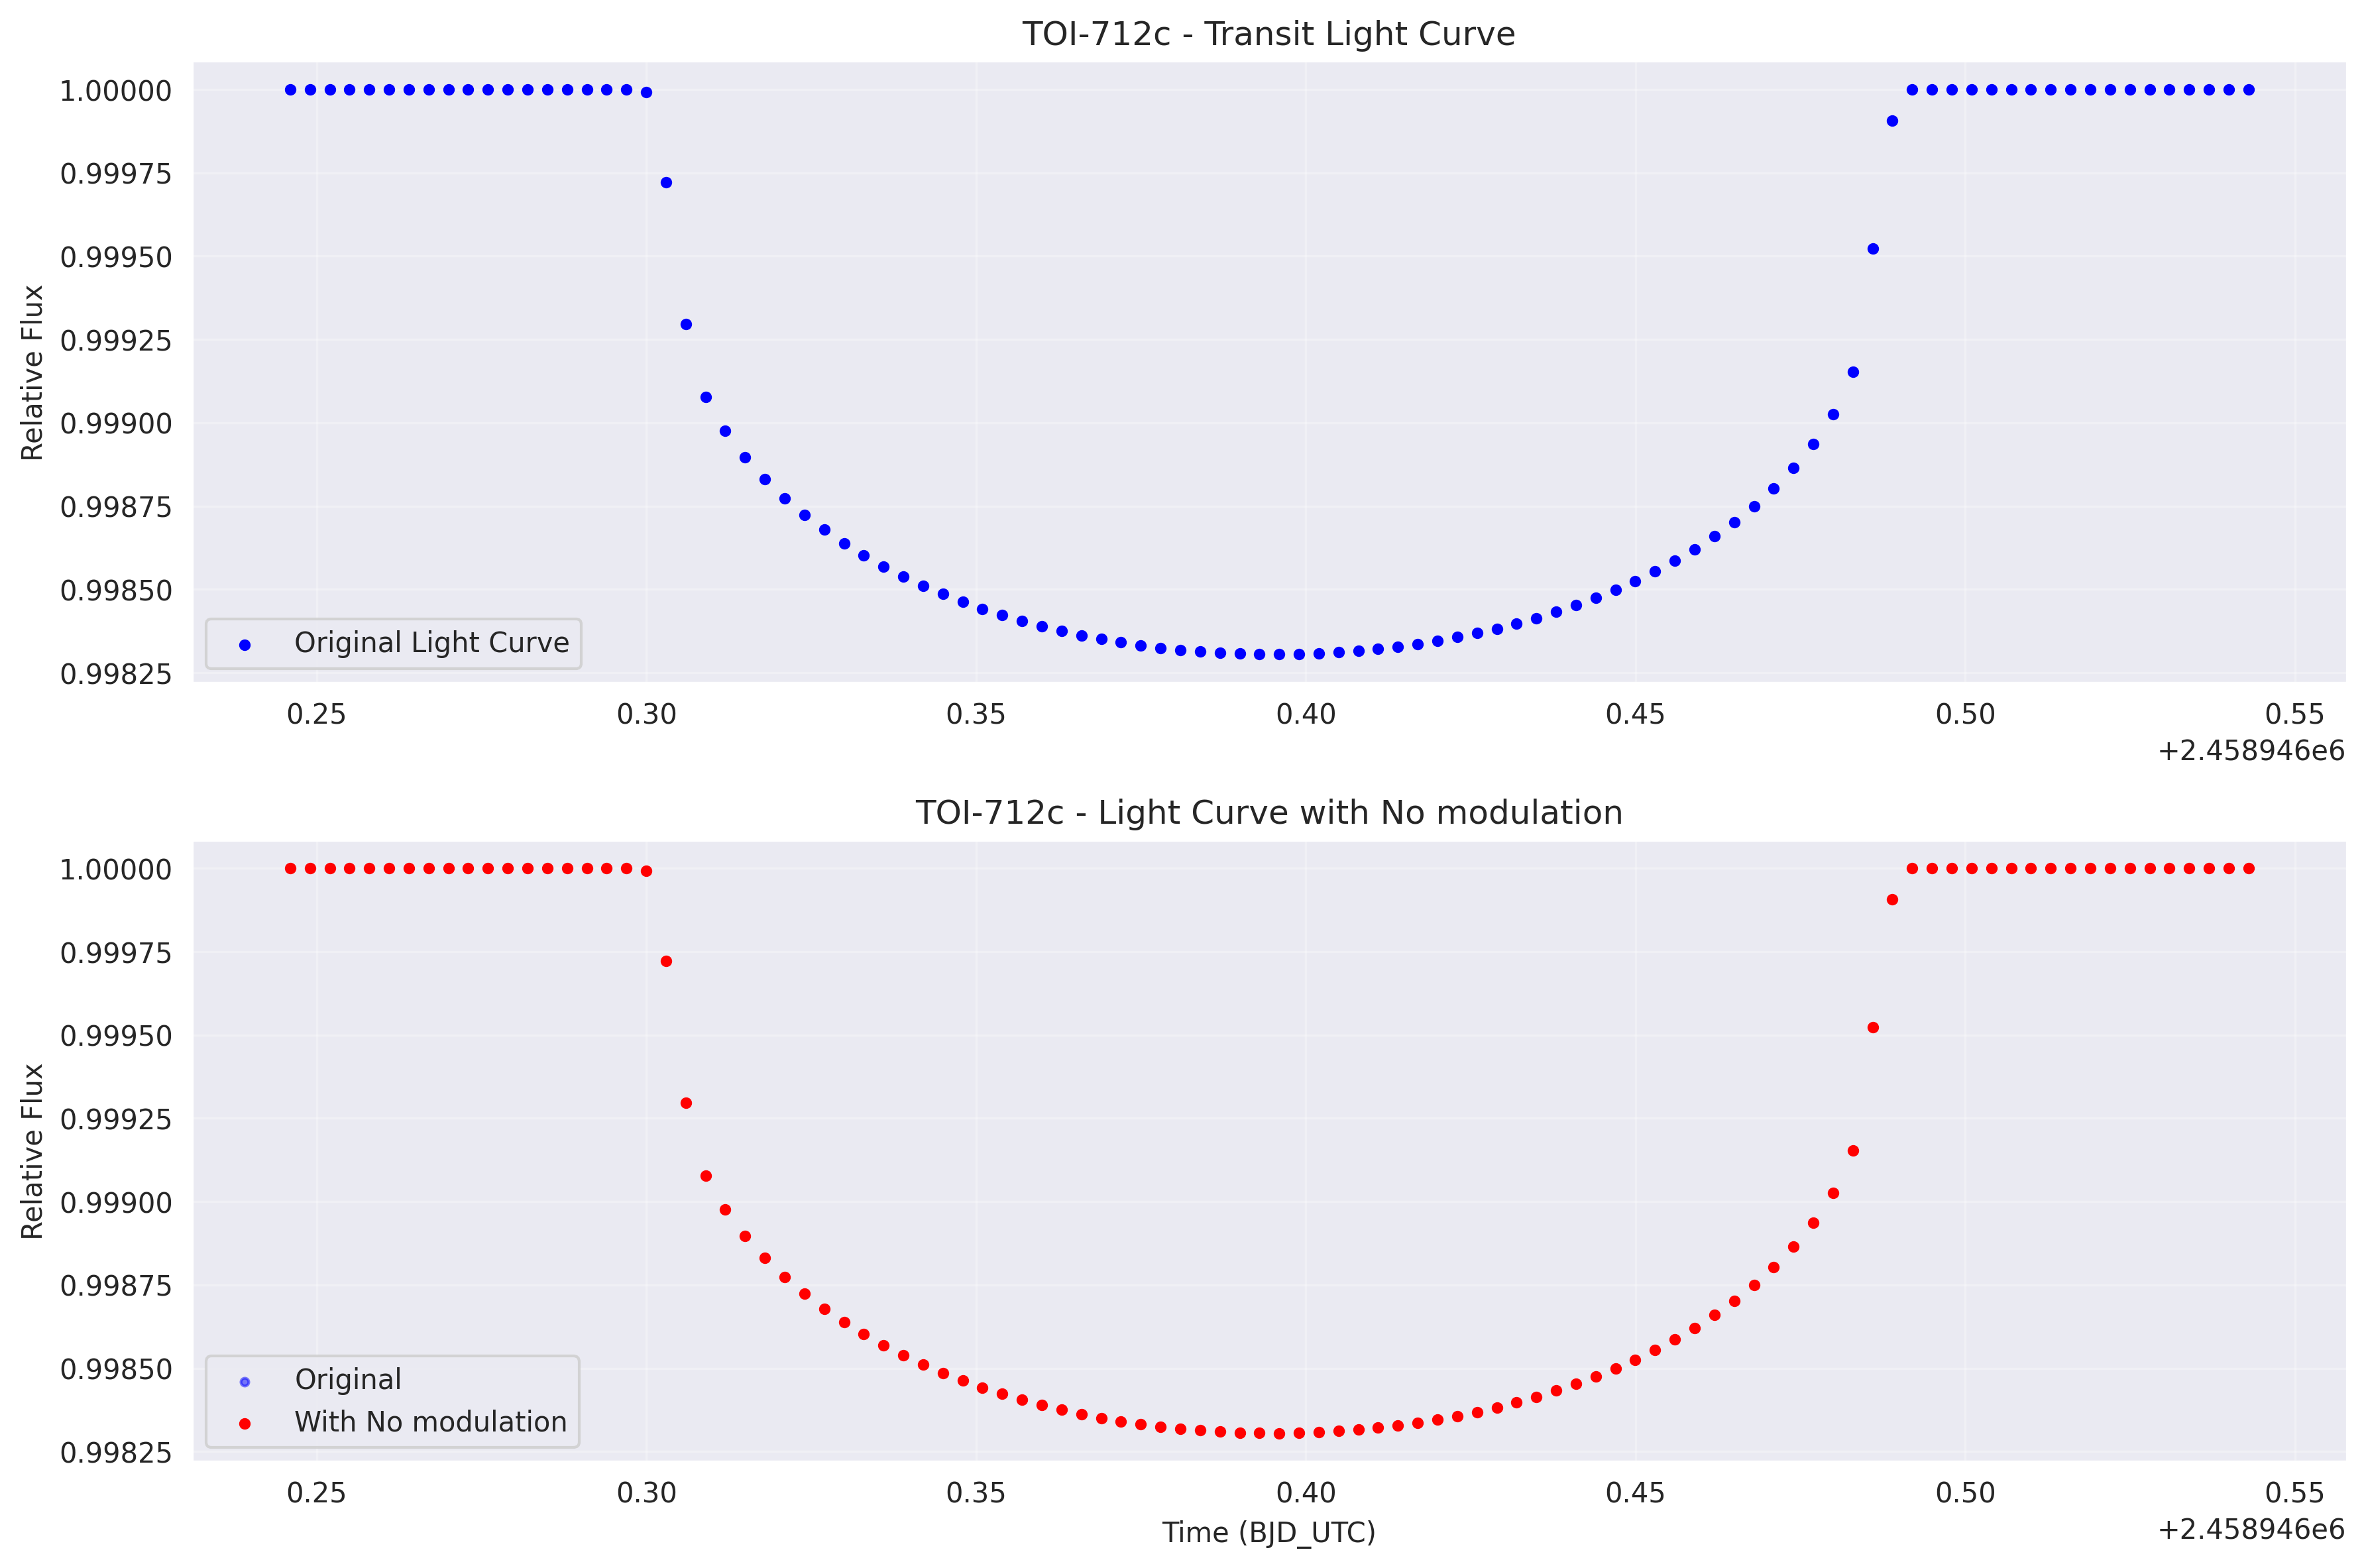 TOI-712c - Transit Light Curve
Relative Flux
1.00000
0.99975
0.99950
0.99925
0.99900
0.99875
0.99850
0.99825
Original Light Curve
0.25 0.30 0.35 0.40 0.45 0.50 0.55
+2.458946e6
TOI-712c - Light Curve with No modulation
Relative Flux
1.00000
0.99975
0.99950
0.99925
0.99900
0.99875
0.99850
0.99825
Original
With No modulation
0.25 0.30 0.35 0.40 0.45 0.50 0.55
Time (BJD_UTC)
+2.458946e6